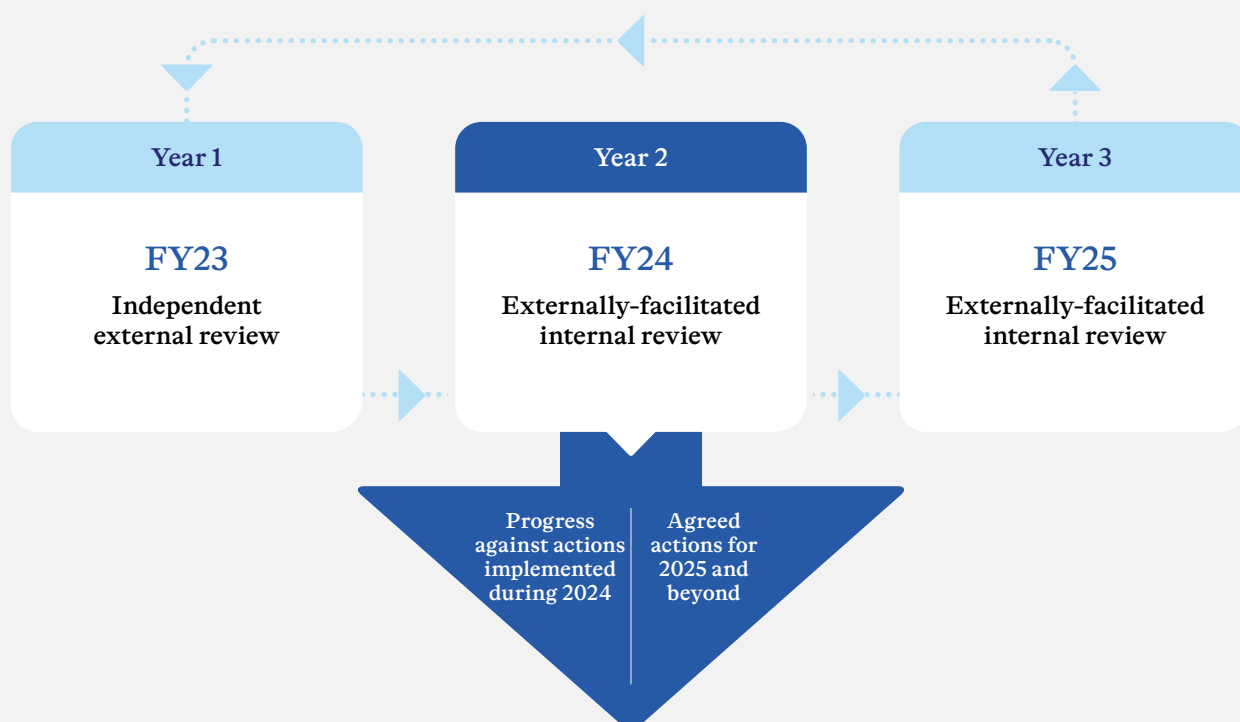 Year 1
FY23
Independent
external review
Year 2
FY24
Externally-facilitated
internal review
Year 3
FY25
Externally-facilitated
internal review
Progress
against actions
implemented
during 2024
Agreed
actions for
2025 and
beyond